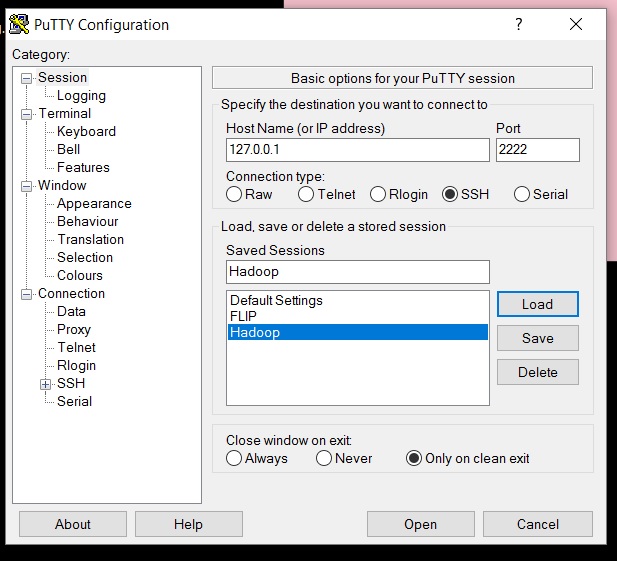 PuTTY Configuration
?
Category:
Session
Logging
Terminal
Keyboard
Bell
Features
Window
Appearance
Behaviour
Translation
Selection
Colours
Connection
Data
Proxy
Telnet
Rlogin
SSH
Serial
Basic options for your PuTTY session
Specify the destination you want to connect to
Host Name (or IP address) Port
127.0.0.1 2222
Connection type:
Raw Telnet Rlogin SSH Serial
Load, save or delete a stored session
Saved Sessions
Hadoop
Default Settings
FLIP
Hadoop
Load
Save
Delete
Close window on exit:
Always Never Only on clean exit
About Help Open Cancel